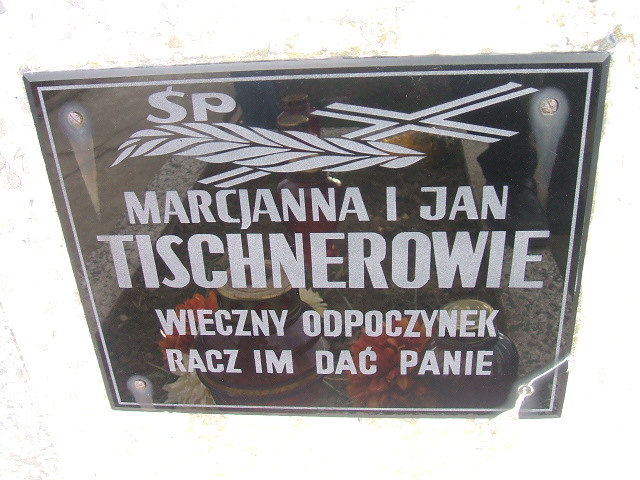 ŚP
MARCJANNA I JAN
TISCHNEROWIE
WIECZNY ODPOCZYNEK
RACZ IM DAĆ PANIE